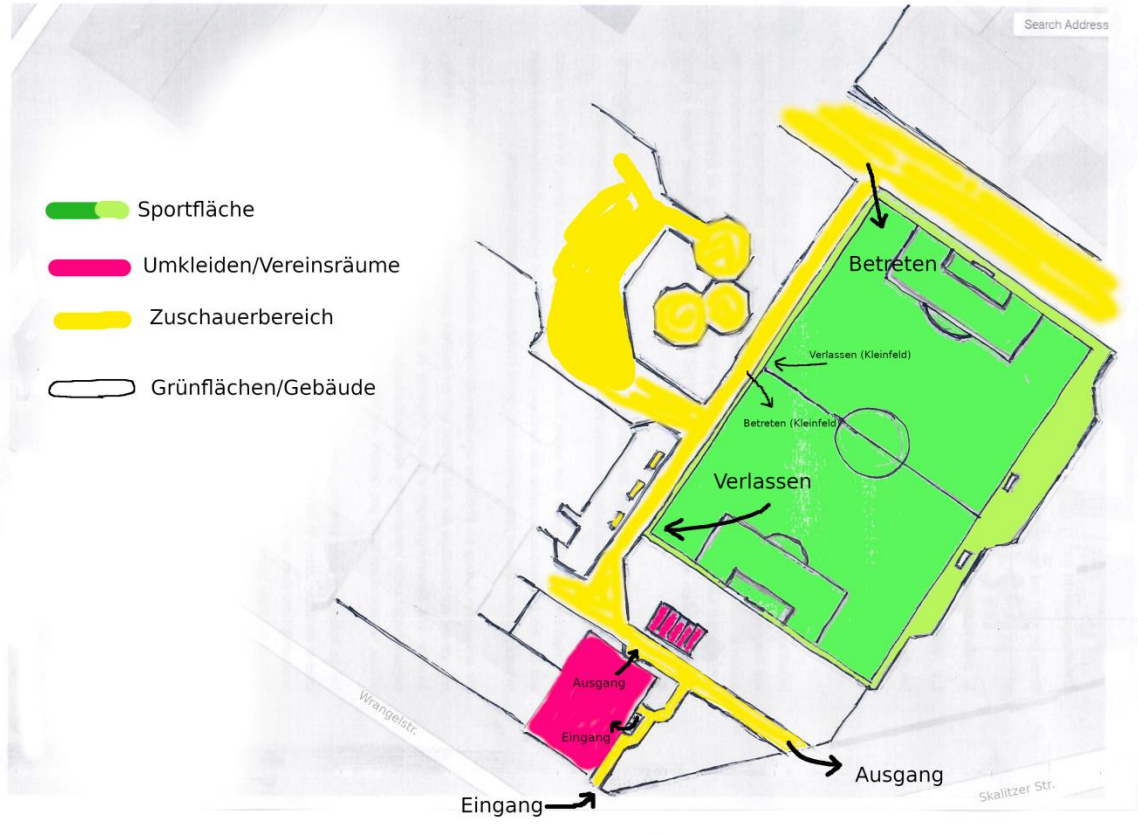 Search Address
Sportfläche
Umkleiden/Vereinsräume
Zuschauerbereich
Grünflächen/Gebäude
Betreten
Verlassen (Kleinfeld)
Betreten (Kleinfeld)
Verlassen
Ausgang
Eingang
Wrangelstr.
Ausgang
Skalitzer Str.
Eingang